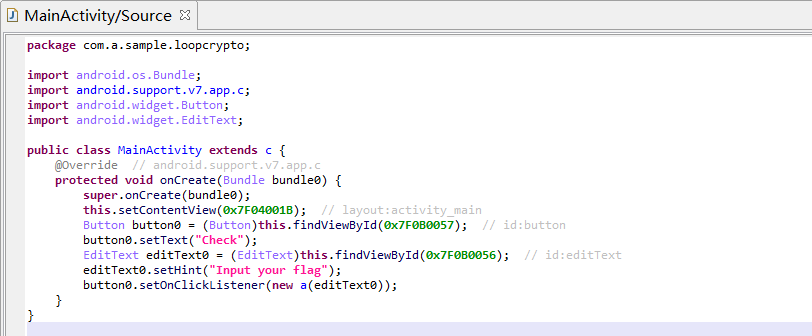 MainActivity/Source
package com.a.sample.loopcrypto;
import android.os.Bundle;
import android.support.v7.app.c;
import android.widget.Button;
import android.widget.EditText;
public class MainActivity extends c {
@Override // android.support.v7.app.c
protected void onCreate(Bundle bundle0) {
super.onCreate(bundle0);
this.setContentView(0x7F04001B); // layout:activity_main
Button button0 = (Button)this.findViewById(0x7F0B0057); // id:button
button0.setText("Check");
EditText editText0 = (EditText)this.findViewById(0x7F0B0056); // id:editText
editText0.setHint("Input your flag");
button0.setOnClickListener(new a(editText0));
}
}